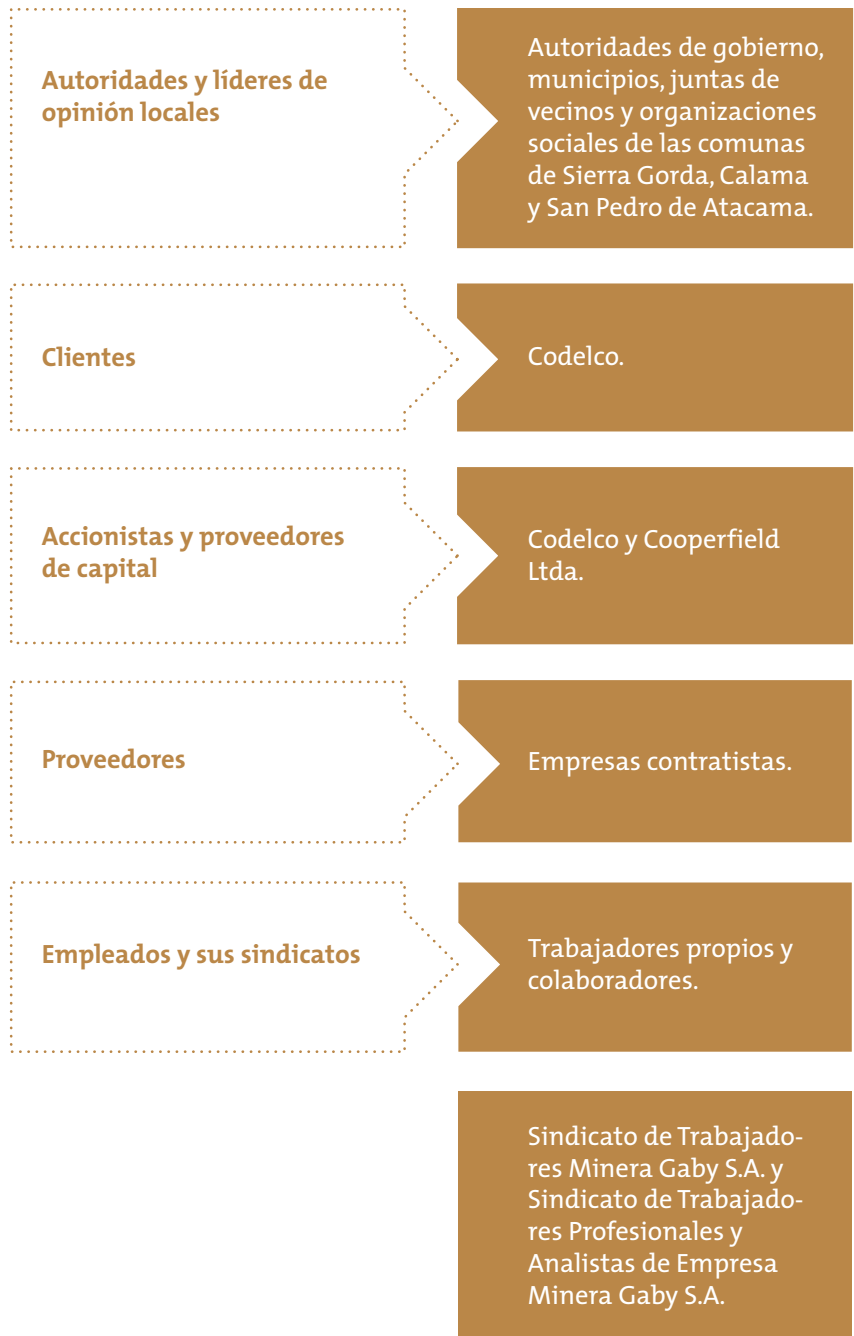 Autoridades y líderes de
opinión locales
Autoridades de gobierno,
municipios, juntas de
vecinos y organizaciones
sociales de las comunas
de Sierra Gorda, Calama
y San Pedro de Atacama.
Clientes
Codelco.
Accionistas y proveedores
de capital
Codelco y Cooperfield
Ltda.
Proveedores
Empresas contratistas.
Empleados y sus sindicatos
Trabajadores propios y
colaboradores.
Sindicato de Trabajado-
res Minera Gaby S.A. y
Sindicato de Trabajado-
res Profesionales y
Analistas de Empresa
Minera Gaby S.A.